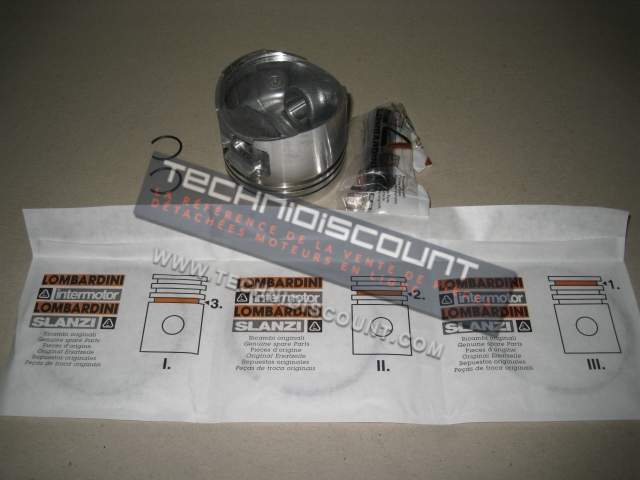 TECHNIDISCOUNT
LA RÉFÉRENCE DE LA VENTE DE
DÉTACHÉES MOTEURS EN LIGNE
WWW.TECHNIDISCOUNT.COM
LOMBARDINI
intermotor
LOMBARDINI
SLANZI
Ricambi originali
Genuine spare Parts
Pièces d'origine
Original Ersatzteile
Repuestos originales
Peças de troca originais
*3.
I.
LOMBARDINI
intermotor
LOMBARDINI
SLANZI
Ricambi originali
Genuine spare Parts
Pièces d'origine
Original Ersatzteile
Repuestos originales
Peças de troca originais
*2.
II.
LOMBARDINI
intermotor
LOMBARDINI
SLANZI
Ricambi originali
Genuine spare Parts
Pièces d'origine
Original Ersatzteile
Repuestos originales
Peças de troca originais
*1.
III.